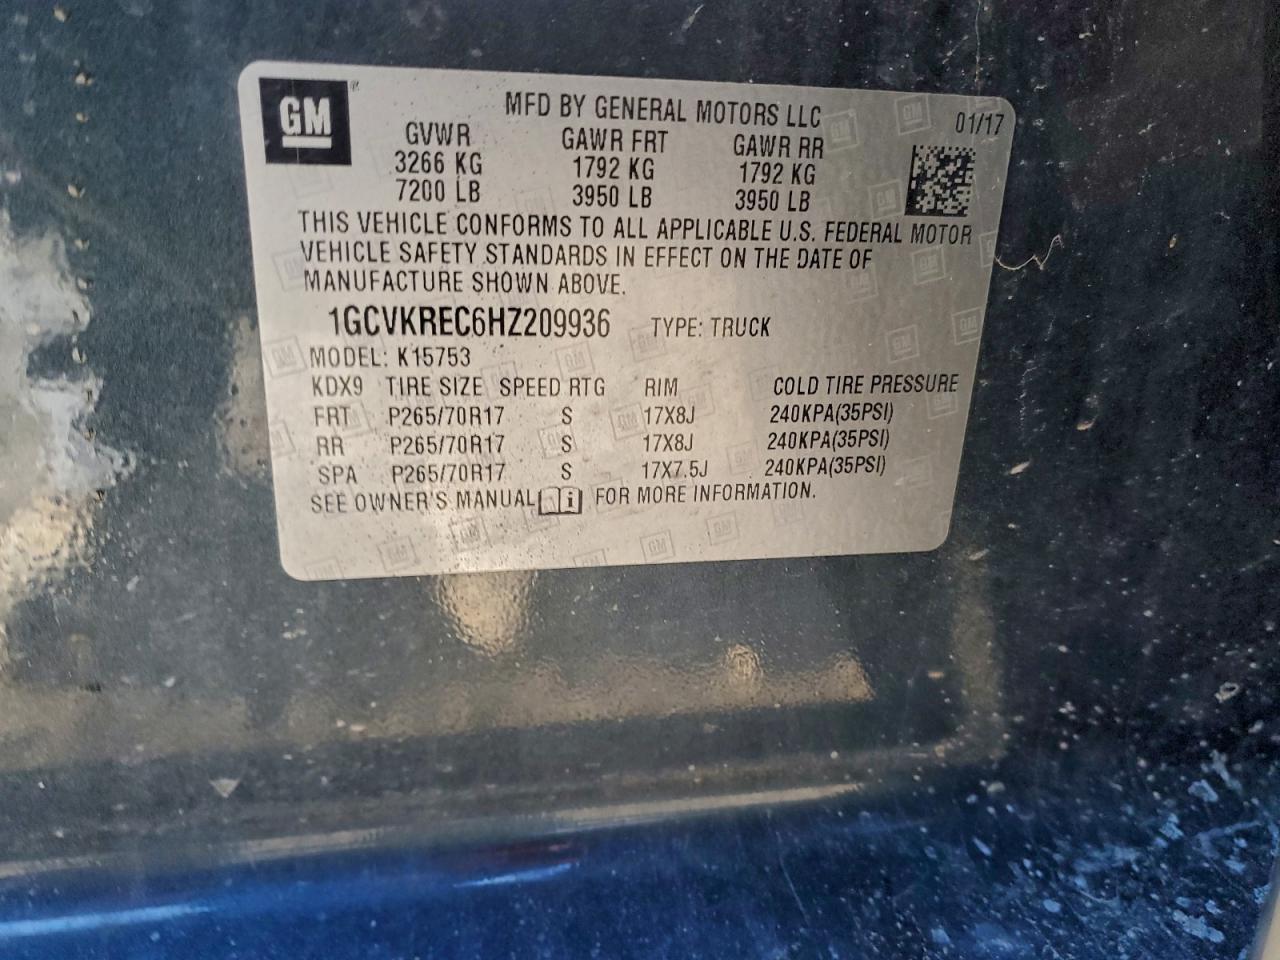 GM
MFD BY GENERAL MOTORS LLC
01/17
GVWR GAWR FRT GAWR RR
3266 KG 1792 KG 1792 KG
7200 LB 3950 LB 3950 LB
THIS VEHICLE CONFORMS TO ALL APPLICABLE U.S. FEDERAL MOTOR
VEHICLE SAFETY STANDARDS IN EFFECT ON THE DATE OF
MANUFACTURE SHOWN ABOVE.
1GCVKREC6HZ209936 TYPE: TRUCK
MODEL: K15753
KDX9 TIRE SIZE SPEED RTG RIM COLD TIRE PRESSURE
FRT P265/70R17 S 17X8J 240KPA(35PSI)
RR P265/70R17 S 17X8J 240KPA(35PSI)
SPA P265/70R17 S 17X7.5J 240KPA(35PSI)
SEE OWNER'S MANUAL FOR MORE INFORMATION.